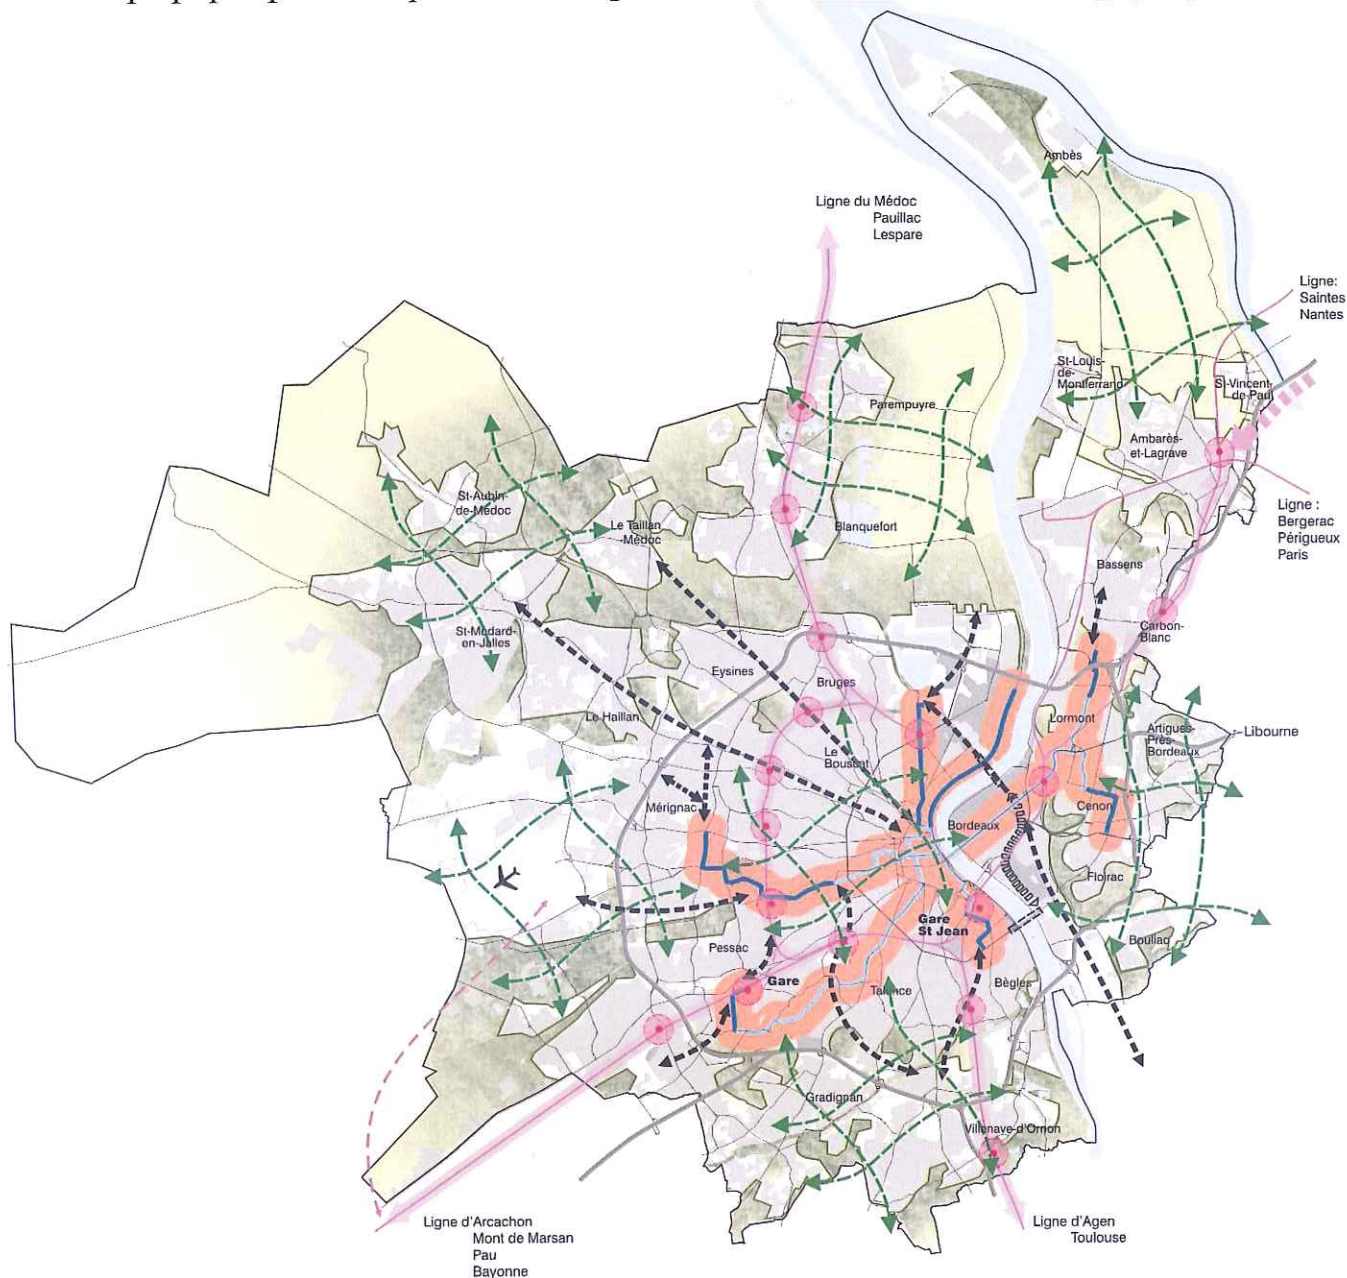 Ambès
Ligne du Médoc
Pauillac
Lespare
Ligne:
Saintes
Nantes
St-Louis-
de-
Montferrand
St-Vincent-
de-Paul
Parempuyre
Ambarès-
et-Lagrave
St-Aubin-
de-Médoc
Le Taillan
-Médoc
Blanquefort
Ligne :
Bergerac
Périgueux
Paris
Bassens
St-Médard-
en-Jalles
Carbon-
Blanc
Eysines
Bruges
Le Haillan
Lormont
Artigues-
Près-
Bordeaux
Libourne
Le
Bouscat
Mérignac
Cenon
Bordeaux
Floirac
Gare
St Jean
Bouliac
Pessac
Gare
Talence
Bègles
Gradignan
Villenave-d'Ornon
Ligne d'Arcachon
Mont de Marsan
Pau
Bayonne
Ligne d'Agen
Toulouse